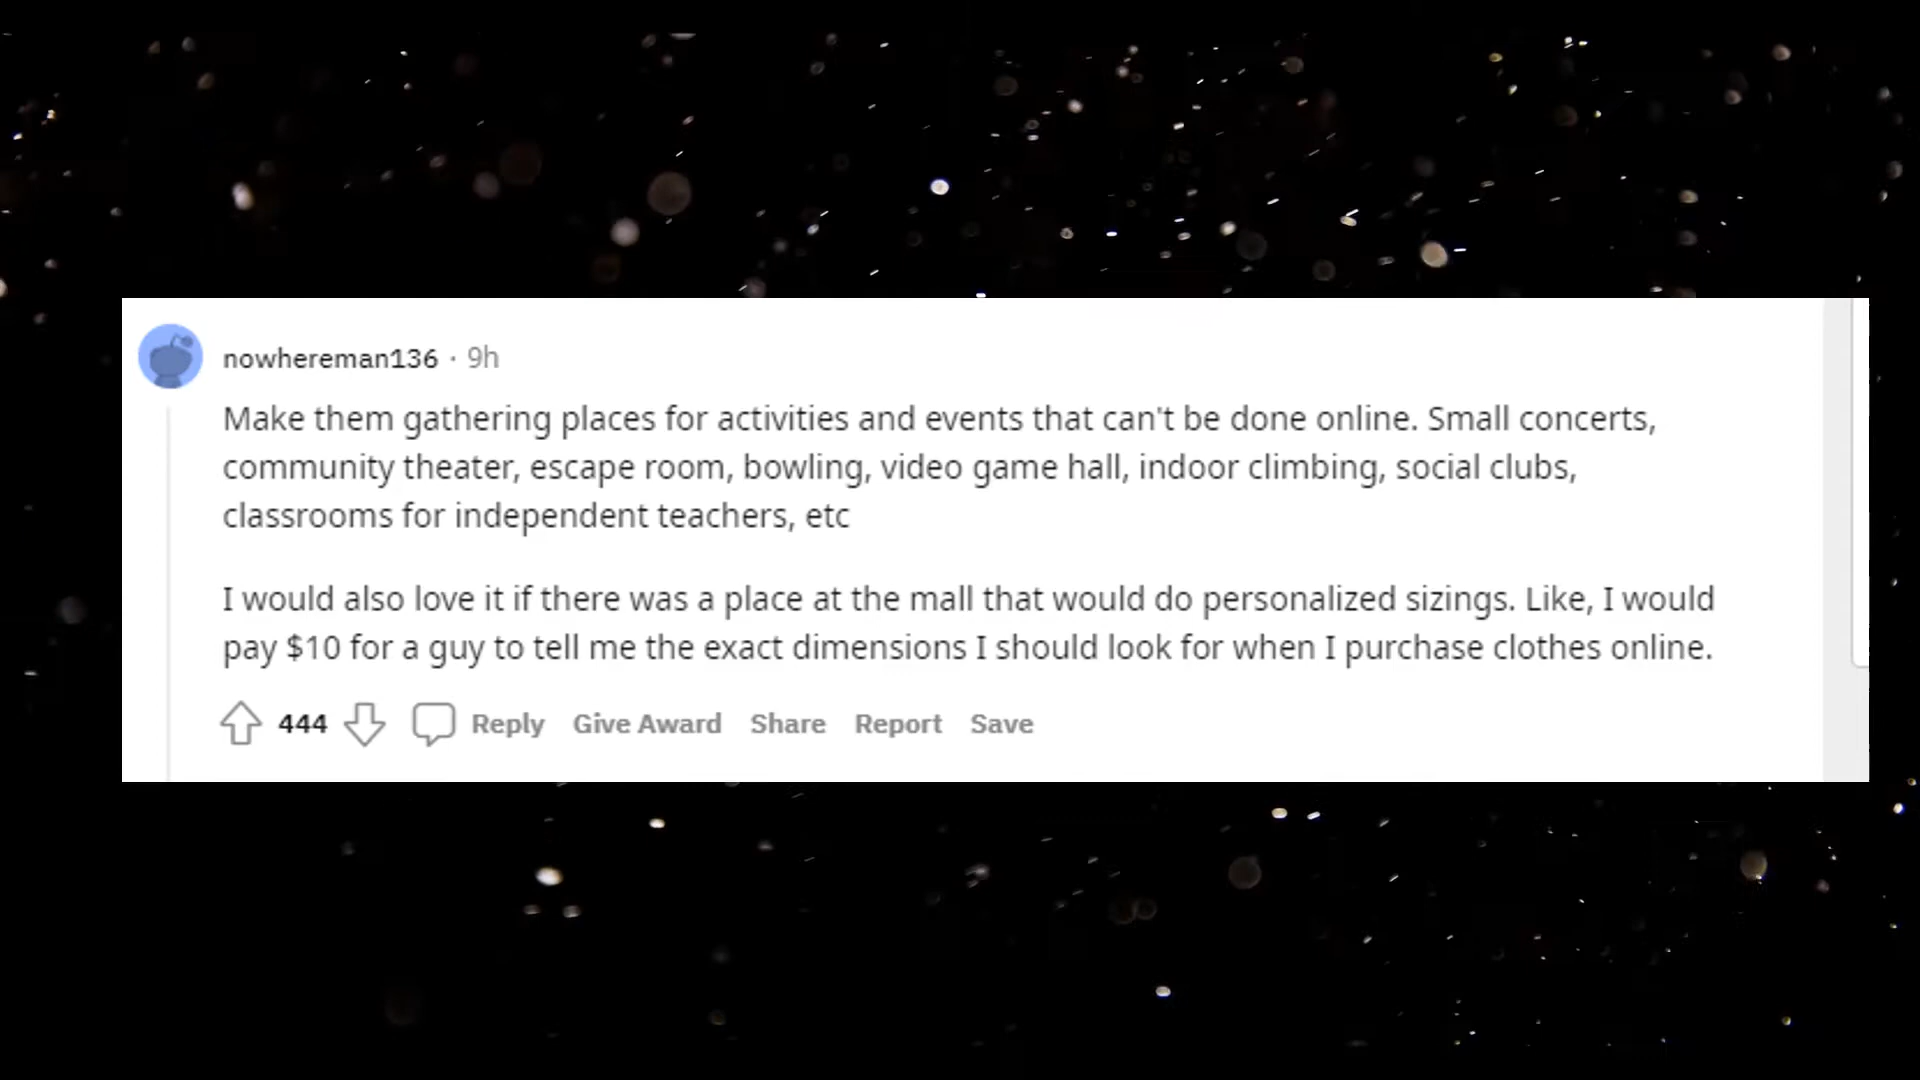 nowhereman136 · 9h
Make them gathering places for activities and events that can't be done online. Small concerts,
community theater, escape room, bowling, video game hall, indoor climbing, social clubs,
classrooms for independent teachers, etc
I would also love it if there was a place at the mall that would do personalized sizings. Like, I would
pay $10 for a guy to tell me the exact dimensions I should look for when I purchase clothes online.
444 Reply Give Award Share Report Save